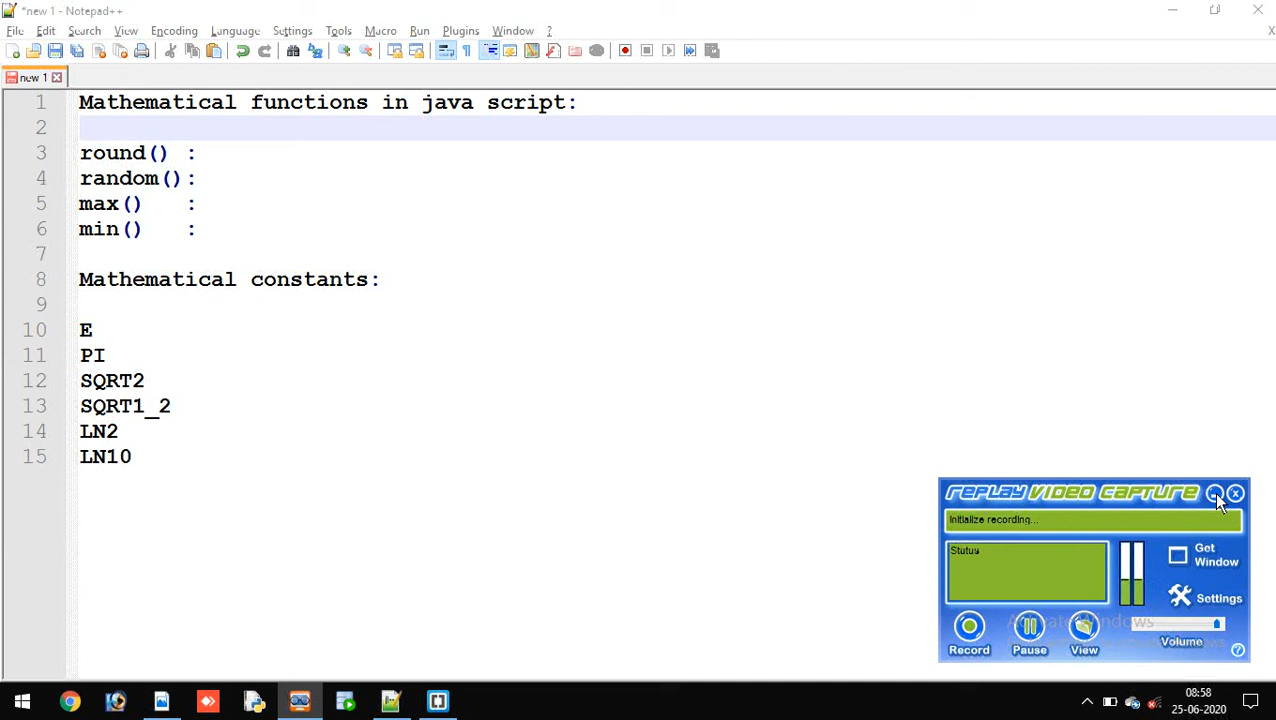 *new 1 - Notepad++
File Edit Search View Encoding Language Settings Tools Macro Run Plugins Window ?
new 1
1 Mathematical functions in java script:
2
3 round() :
4 random():
5 max() :
6 min() :
7
8 Mathematical constants:
9
10 E
11 PI
12 SQRT2
13 SQRT1_2
14 LN2
15 LN10
replay video capture
Initialize recording...
Status
Get
Window
Settings
Activate Windows
Volume
Record Pause View
08:58
25-06-2020